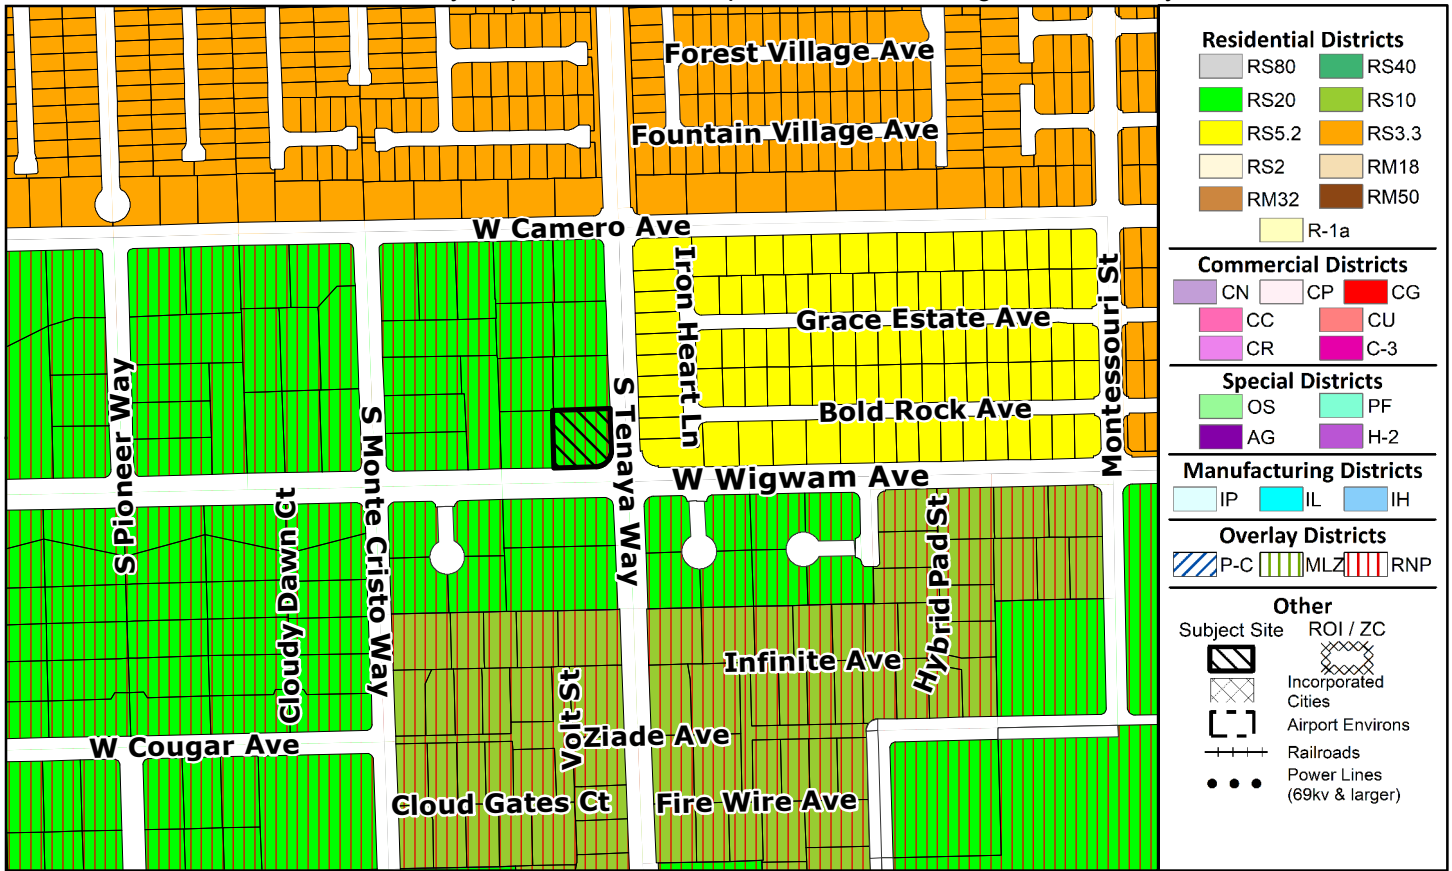 Forest Village Ave
Fountain Village Ave
W Camero Ave
Iron Heart Ln
Grace Estate Ave
Montessouri St
Bold Rock Ave
S Pioneer Way
S Monte Cristo Way
S Tenaya Way
W Wigwam Ave
Cloudy Dawn Ct
Hybrid Pad St
Infinite Ave
Volt St
Ziade Ave
W Cougar Ave
Cloud Gates Ct
Fire Wire Ave
Residential Districts
RS80 RS40
RS20 RS10
RS5.2 RS3.3
RS2 RM18
RM32 RM50
R-1a
Commercial Districts
CN CP CG
CC CU
CR C-3
Special Districts
OS PF
AG H-2
Manufacturing Districts
IP IL IH
Overlay Districts
P-C MLZ RNP
Other
Subject Site ROI / ZC
Incorporated
Cities
Airport Environs
Railroads
Power Lines
(69kv & larger)